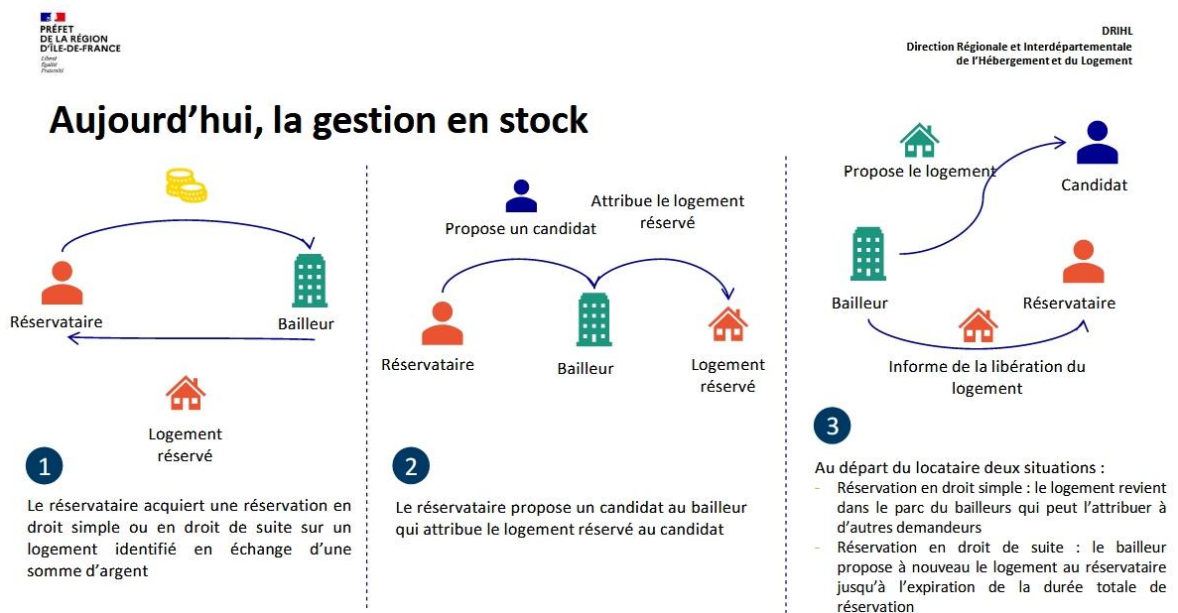 PRÉFET
DE LA RÉGION
D'ÎLE-DE-FRANCE
Liberté
Égalité
Fraternité
DRIHL
Direction Régionale et Interdépartementale
de l'Hébergement et du Logement
Aujourd'hui, la gestion en stock
Réservataire
Bailleur
Logement
réservé
1
Le réservataire acquiert une réservation en
droit simple ou en droit de suite sur un
logement identifié en échange d'une
somme d'argent
Propose un candidat
Attribue le logement
réservé
Réservataire
Bailleur
Logement
réservé
2
Le réservataire propose un candidat au bailleur
qui attribue le logement réservé au candidat
Propose le logement
Candidat
Bailleur
Réservataire
Informe de la libération du
logement
3
Au départ du locataire deux situations :
- Réservation en droit simple : le logement revient
dans le parc du bailleurs qui peut l'attribuer à
d'autres demandeurs
- Réservation en droit de suite : le bailleur
propose à nouveau le logement au réservataire
jusqu'à l'expiration de la durée totale de
réservation